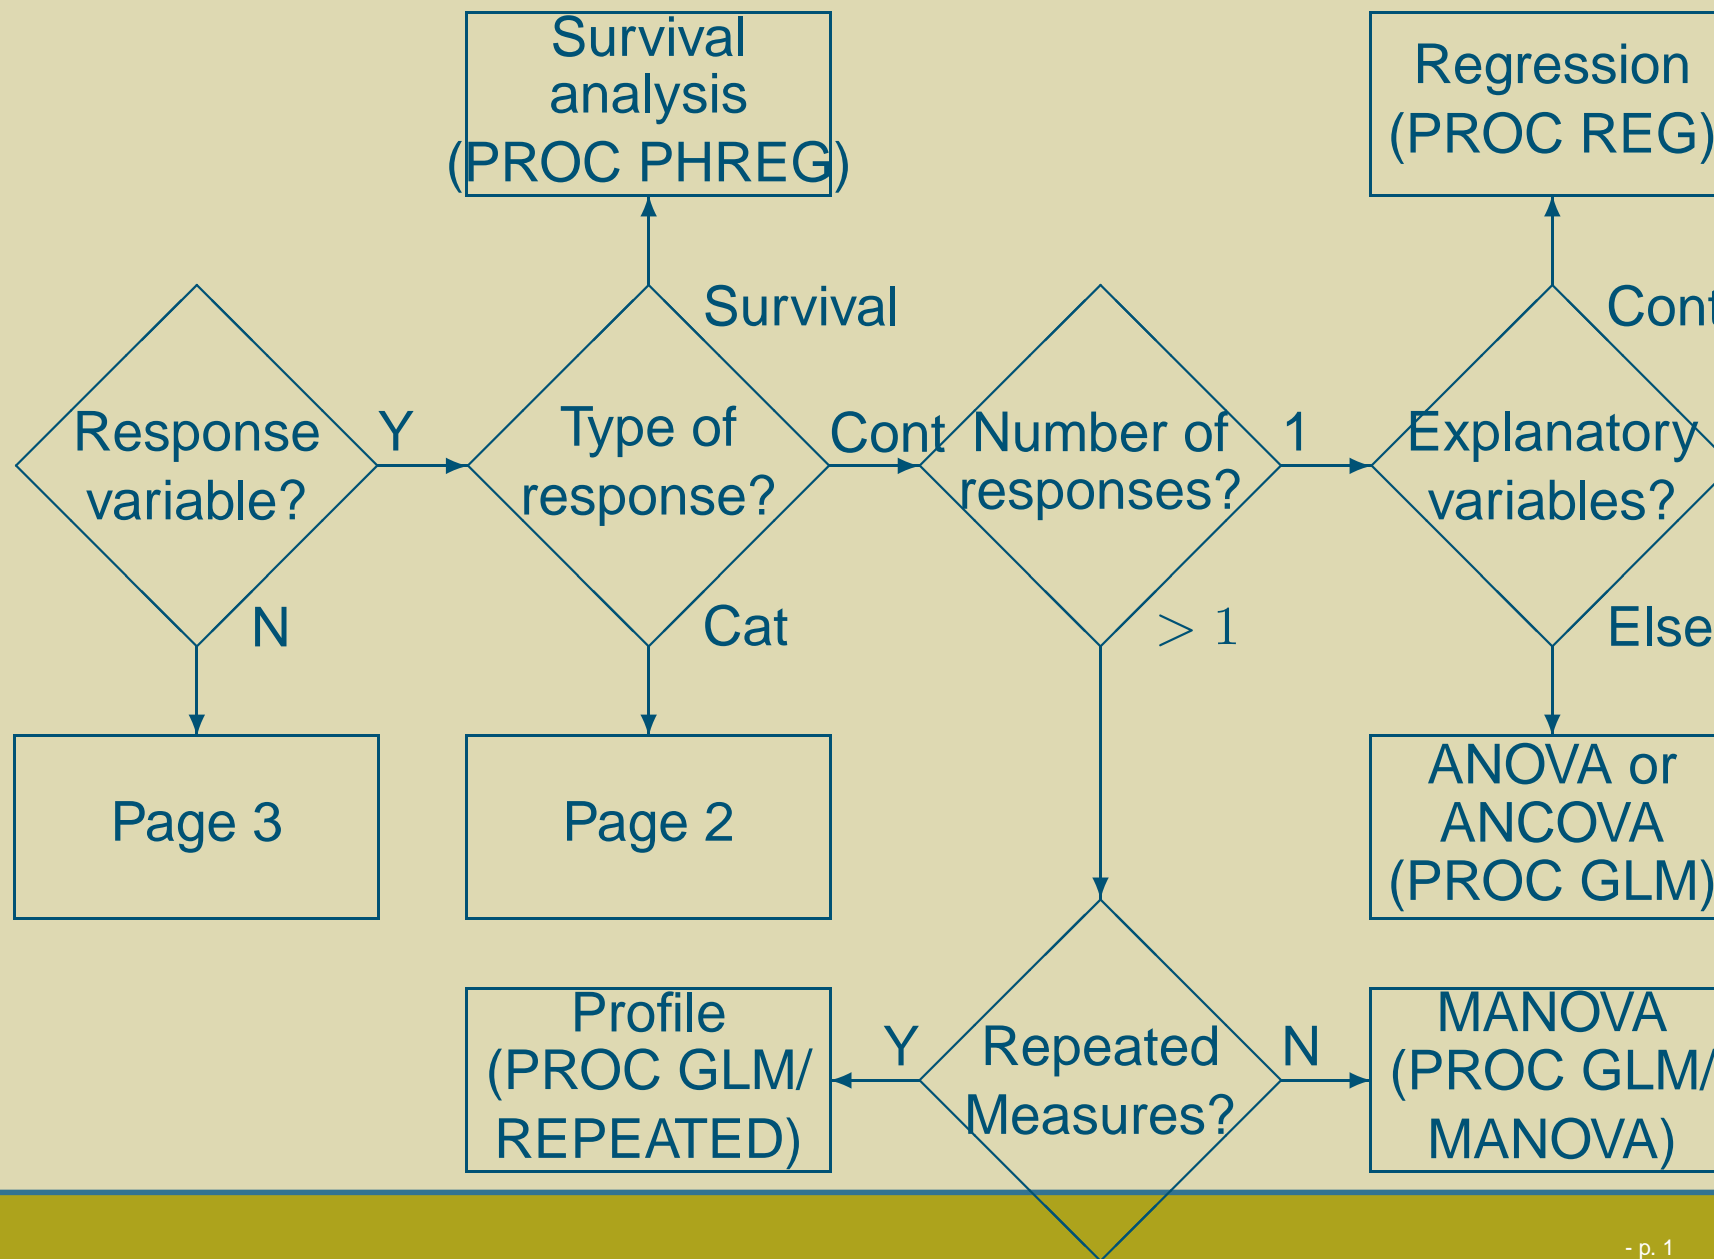 Survival
analysis
(PROC PHREG)
Regression
(PROC REG)
Survival
Cont
Response
variable?
Y
Type of
response?
Cont
Number of
responses?
1
Explanatory
variables?
N
Cat
> 1
Else
Page 3
Page 2
ANOVA or
ANCOVA
(PROC GLM)
Profile
(PROC GLM/
REPEATED)
Y
Repeated
Measures?
N
MANOVA
(PROC GLM/
MANOVA)
- p. 1